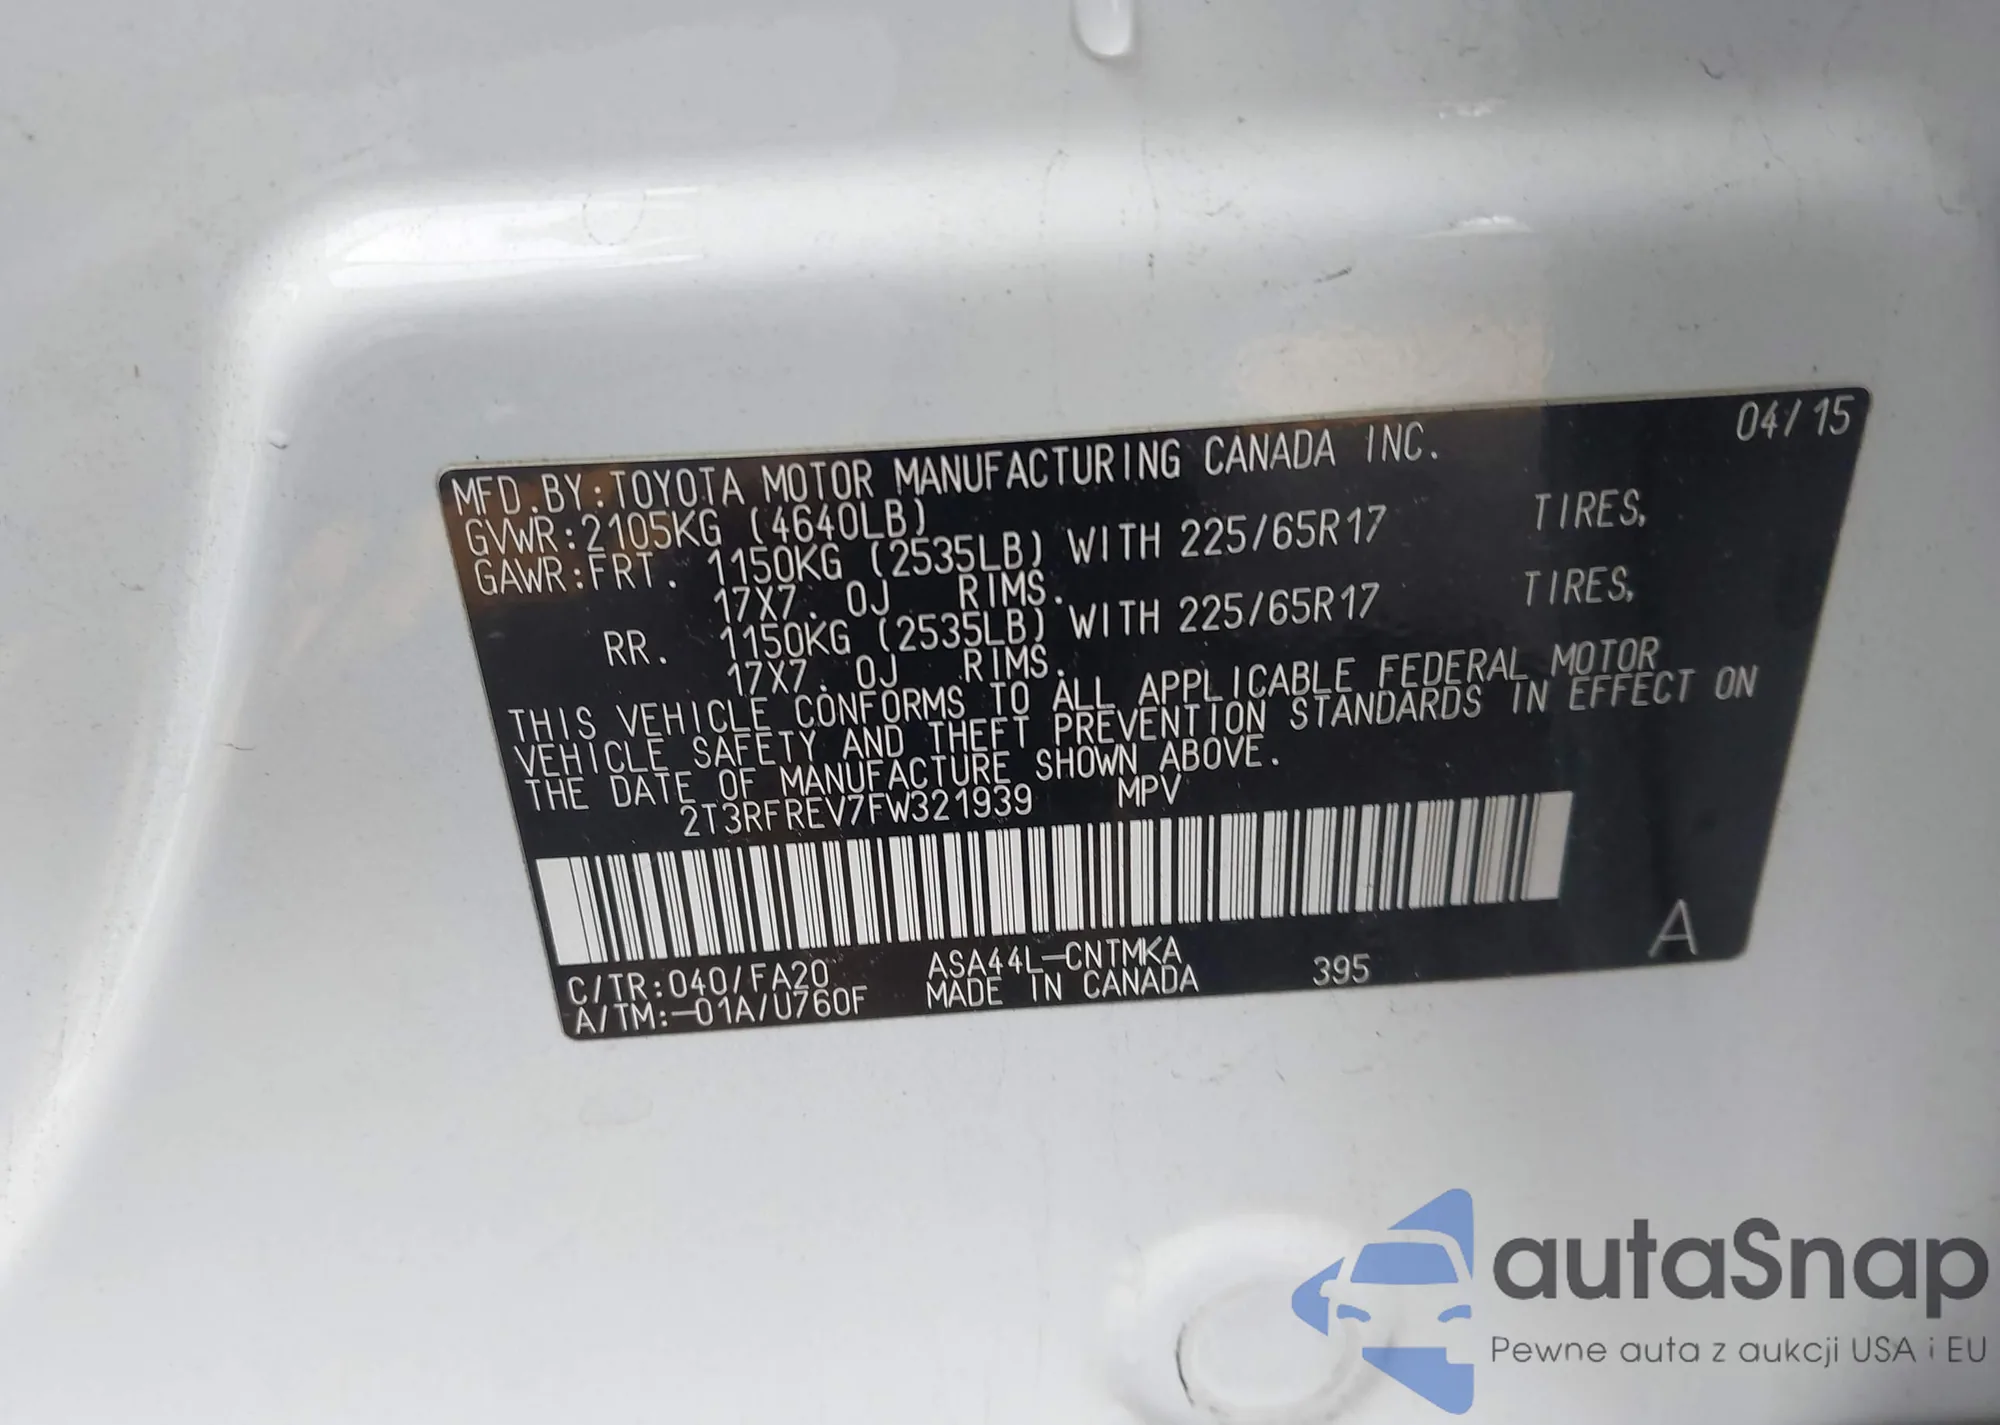 04/15
MFD.BY:TOYOTA MOTOR MANUFACTURING CANADA INC.
GVWR:2105KG (4640LB)
GAWR:FRT. 1150KG (2535LB) WITH 225/65R17 TIRES,
17X7.0J RIMS.
RR. 1150KG (2535LB) WITH 225/65R17 TIRES,
17X7.0J RIMS.
THIS VEHICLE CONFORMS TO ALL APPLICABLE FEDERAL MOTOR
VEHICLE SAFETY AND THEFT PREVENTION STANDARDS IN EFFECT ON
THE DATE OF MANUFACTURE SHOWN ABOVE.
2T3RFREV7FW321939 MPV
C/TR:040/FA20 ASA44L-CNTMKA 395 A
A/TM:-01A/U760F MADE IN CANADA
autaSnap
Pewne auta z aukcji USA i EU